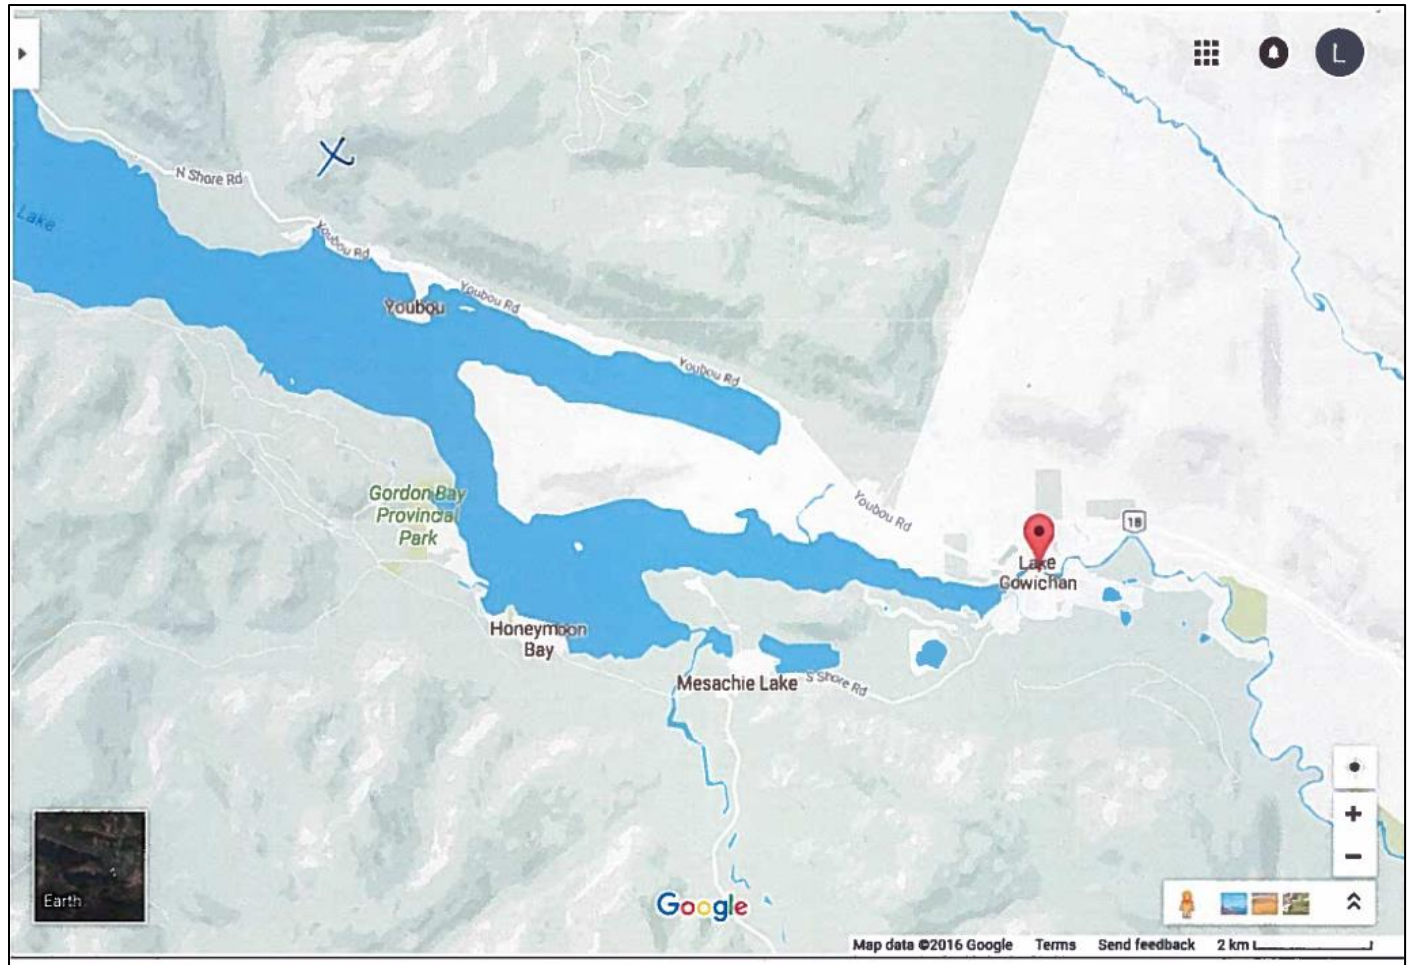 L
N Shore Rd
Lake
Youbou Rd
Youbou
Youbou Rd
Youbou Rd
Gordon Bay
Provincial
Park
Youbou Rd
18
Lake
Cowichan
Honeymoon
Bay
Mesachie Lake
S Shore Rd
Earth
Google
Map data ©2016 Google Terms Send feedback 2 km